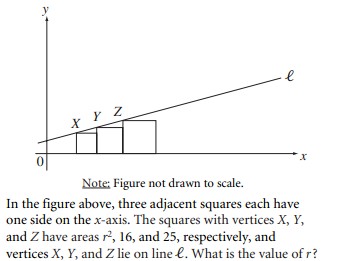 y
ℓ
X Y Z
0
x
Note: Figure not drawn to scale.
In the figure above, three adjacent squares each have
one side on the x-axis. The squares with vertices X, Y,
and Z have areas r², 16, and 25, respectively, and
vertices X, Y, and Z lie on line ℓ. What is the value of r?